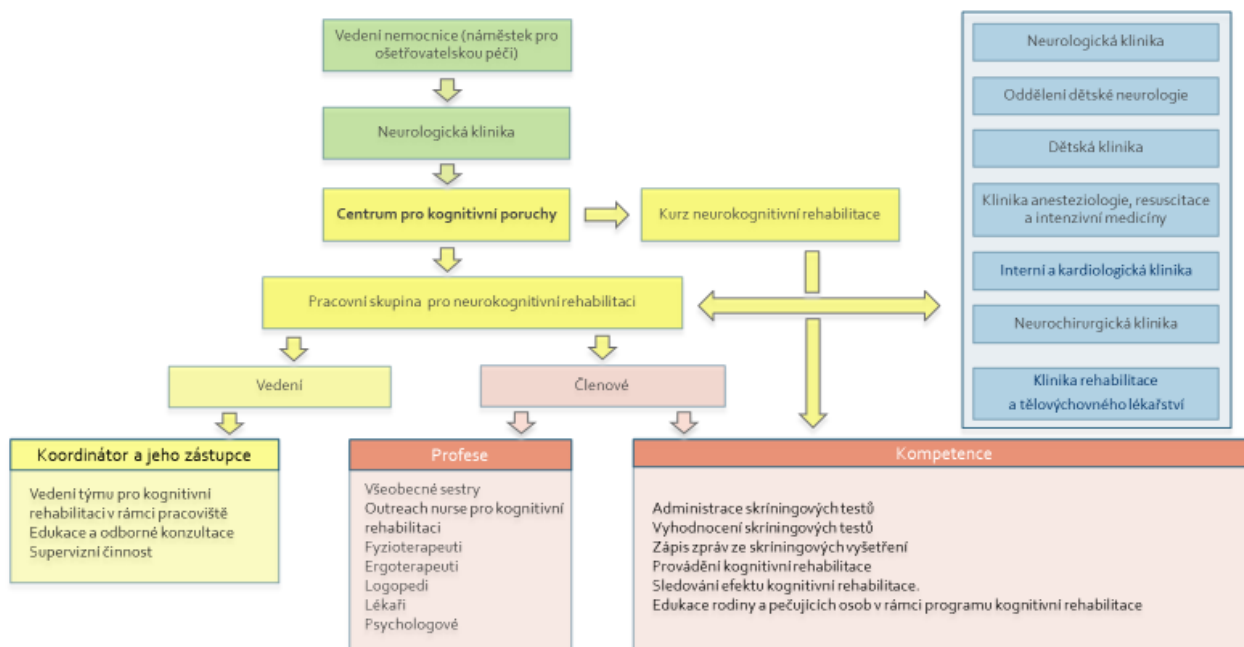 Vedení nemocnice (náměstek pro
ošetřovatelskou péči)
Neurologická klinika
Centrum pro kognitivní poruchy
Kurz neurokognitivní rehabilitace
Pracovní skupina pro neurokognitivní rehabilitaci
Vedení
Členové
Koordinátor a jeho zástupce
Vedení týmu pro kognitivní
rehabilitaci v rámci pracoviště
Edukace a odborné konzultace
Supervizní činnost
Profese
Všeobecné sestry
Outreach nurse pro kognitivní
rehabilitaci
Fyzioterapeuti
Ergoterapeuti
Logopedi
Lékaři
Psychologové
Kompetence
Administrace skríningových testů
Vyhodnocení skríningových testů
Zápis zpráv ze skríningových vyšetření
Provádění kognitivní rehabilitace
Sledování efektu kognitivní rehabilitace.
Edukace rodiny a pečujících osob v rámci programu kognitivní rehabilitace
Neurologická klinika
Oddělení dětské neurologie
Dětská klinika
Klinika anesteziologie, resuscitace
a intenzivní medicíny
Interní a kardiologická klinika
Neurochirurgická klinika
Klinika rehabilitace
a tělovýchovného lékařství